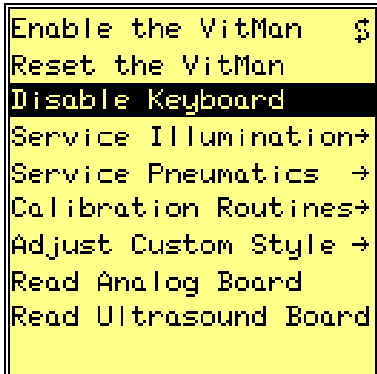 Enable the VitMan $
Reset the VitMan
Disable Keyboard
Service Illumination→
Service Pneumatics →
Calibration Routines→
Adjust Custom Style →
Read Analog Board
Read Ultrasound Board